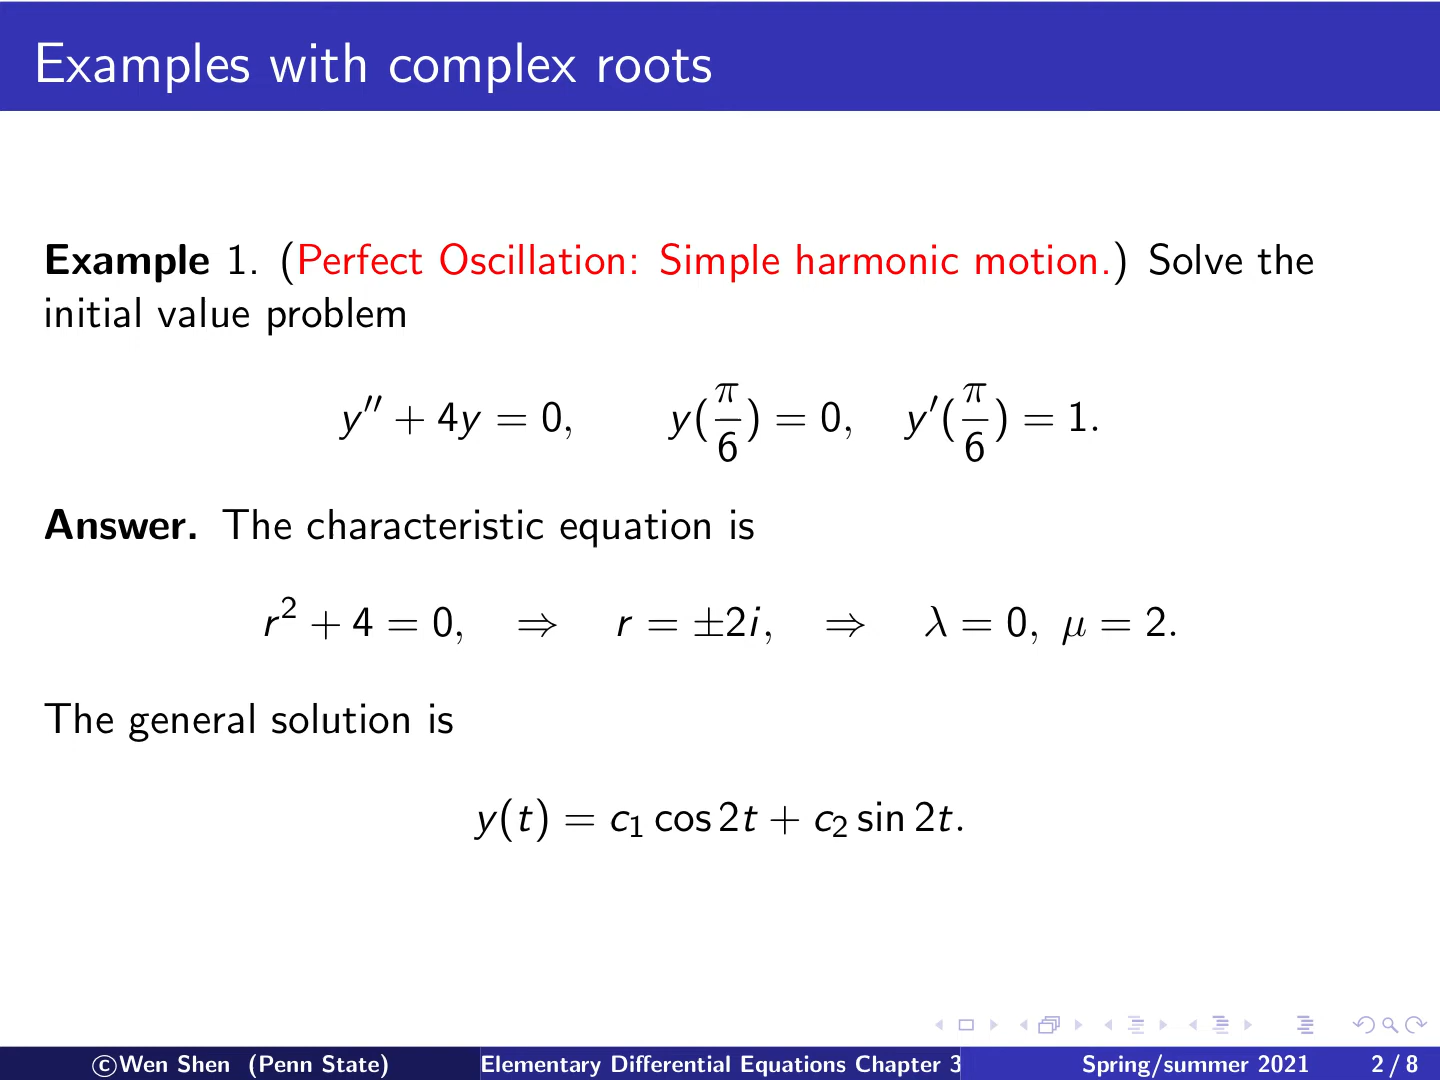 Examples with complex roots
Example 1. (Perfect Oscillation: Simple harmonic motion.) Solve the
initial value problem
y″ + 4y = 0, y(π/6) = 0, y′(π/6) = 1.
Answer. The characteristic equation is
r² + 4 = 0, ⇒ r = ±2i, ⇒ λ = 0, μ = 2.
The general solution is
y(t) = c₁ cos 2t + c₂ sin 2t.
©Wen Shen (Penn State) Elementary Differential Equations Chapter 3 Spring/summer 2021 2 / 8